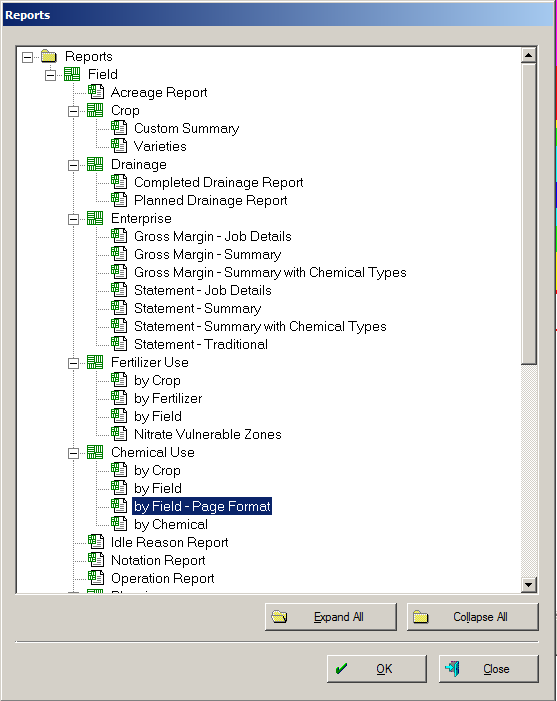 Reports
Reports
Field
Acreage Report
Crop
Custom Summary
Varieties
Drainage
Completed Drainage Report
Planned Drainage Report
Enterprise
Gross Margin - Job Details
Gross Margin - Summary
Gross Margin - Summary with Chemical Types
Statement - Job Details
Statement - Summary
Statement - Summary with Chemical Types
Statement - Traditional
Fertilizer Use
by Crop
by Fertilizer
by Field
Nitrate Vulnerable Zones
Chemical Use
by Crop
by Field
by Field - Page Format
by Chemical
Idle Reason Report
Notation Report
Operation Report
Expand All Collapse All
OK Close